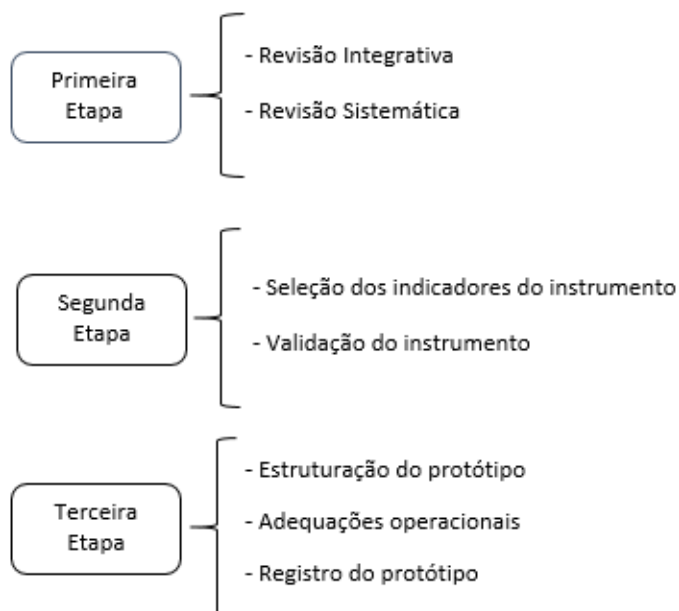 Primeira
Etapa
- Revisão Integrativa
- Revisão Sistemática
Segunda
Etapa
- Seleção dos indicadores do instrumento
- Validação do instrumento
Terceira
Etapa
- Estruturação do protótipo
- Adequações operacionais
- Registro do protótipo